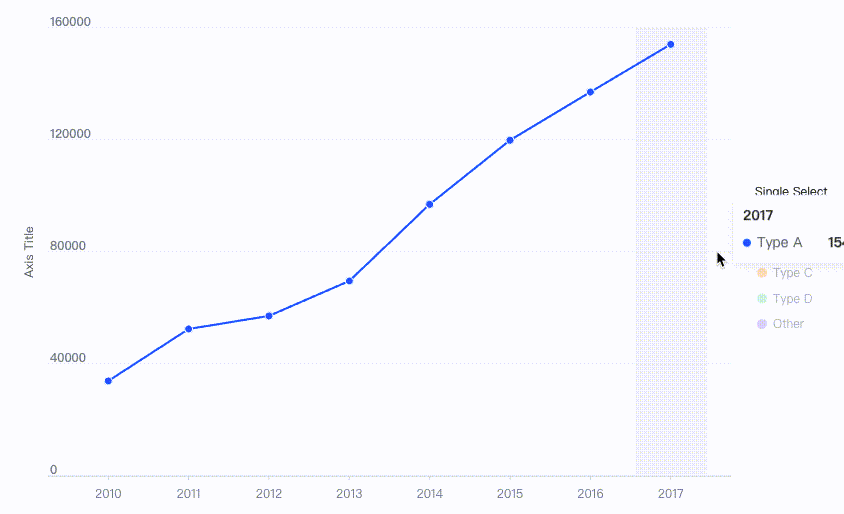 160000
120000
Axis Title
80000
40000
0
2010 2011 2012 2013 2014 2015 2016 2017
Single Select
2017
Type A
Type C
Type D
Other